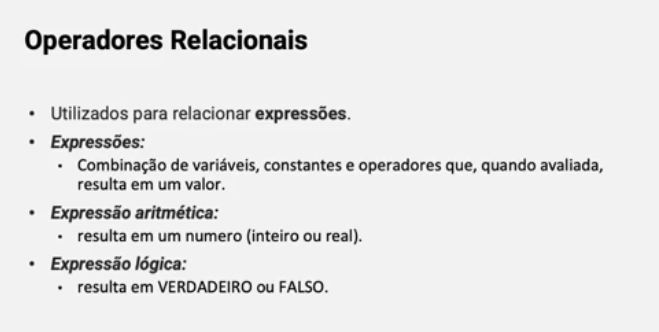 Operadores Relacionais
• Utilizados para relacionar expressões.
• Expressões:
• Combinação de variáveis, constantes e operadores que, quando avaliada,
resulta em um valor.
• Expressão aritmética:
• resulta em um numero (inteiro ou real).
• Expressão lógica:
• resulta em VERDADEIRO ou FALSO.